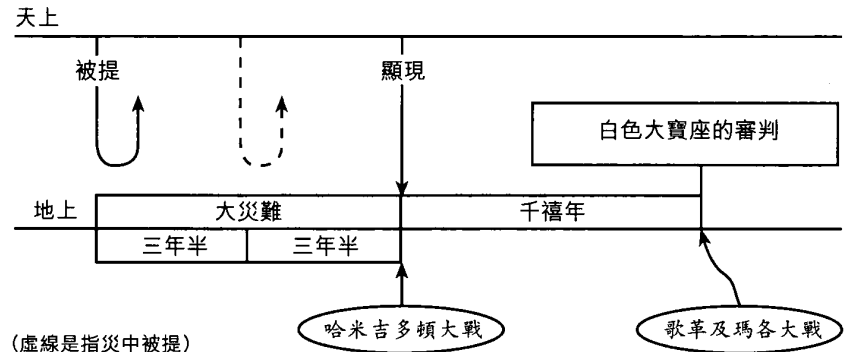 天上
被提
顯現
白色大寶座的審判
地上
大災難
千禧年
三年半
三年半
哈米吉多頓大戰
歌革及瑪各大戰
(虛線是指災中被提)